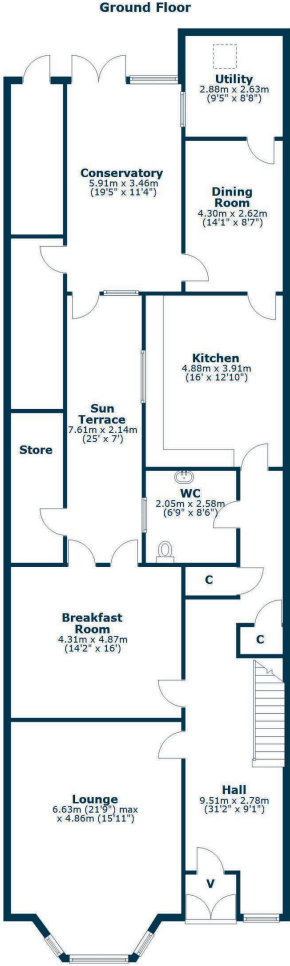 Ground Floor
Utility
2.88m x 2.63m
(9'5" x 8'8")
Conservatory
5.91m x 3.46m
(19'5" x 11'4")
Dining
Room
4.30m x 2.62m
(14'1" x 8'7")
Kitchen
4.88m x 3.91m
(16' x 12'10")
Sun
Terrace
7.61m x 2.14m
(25' x 7')
Store
WC
2.05m x 2.58m
(6'9" x 8'6")
C
Breakfast
Room
4.31m x 4.87m
(14'2" x 16')
C
Lounge
6.63m (21'9") max
x 4.86m (15'11")
Hall
9.51m x 2.78m
(31'2" x 9'1")
V